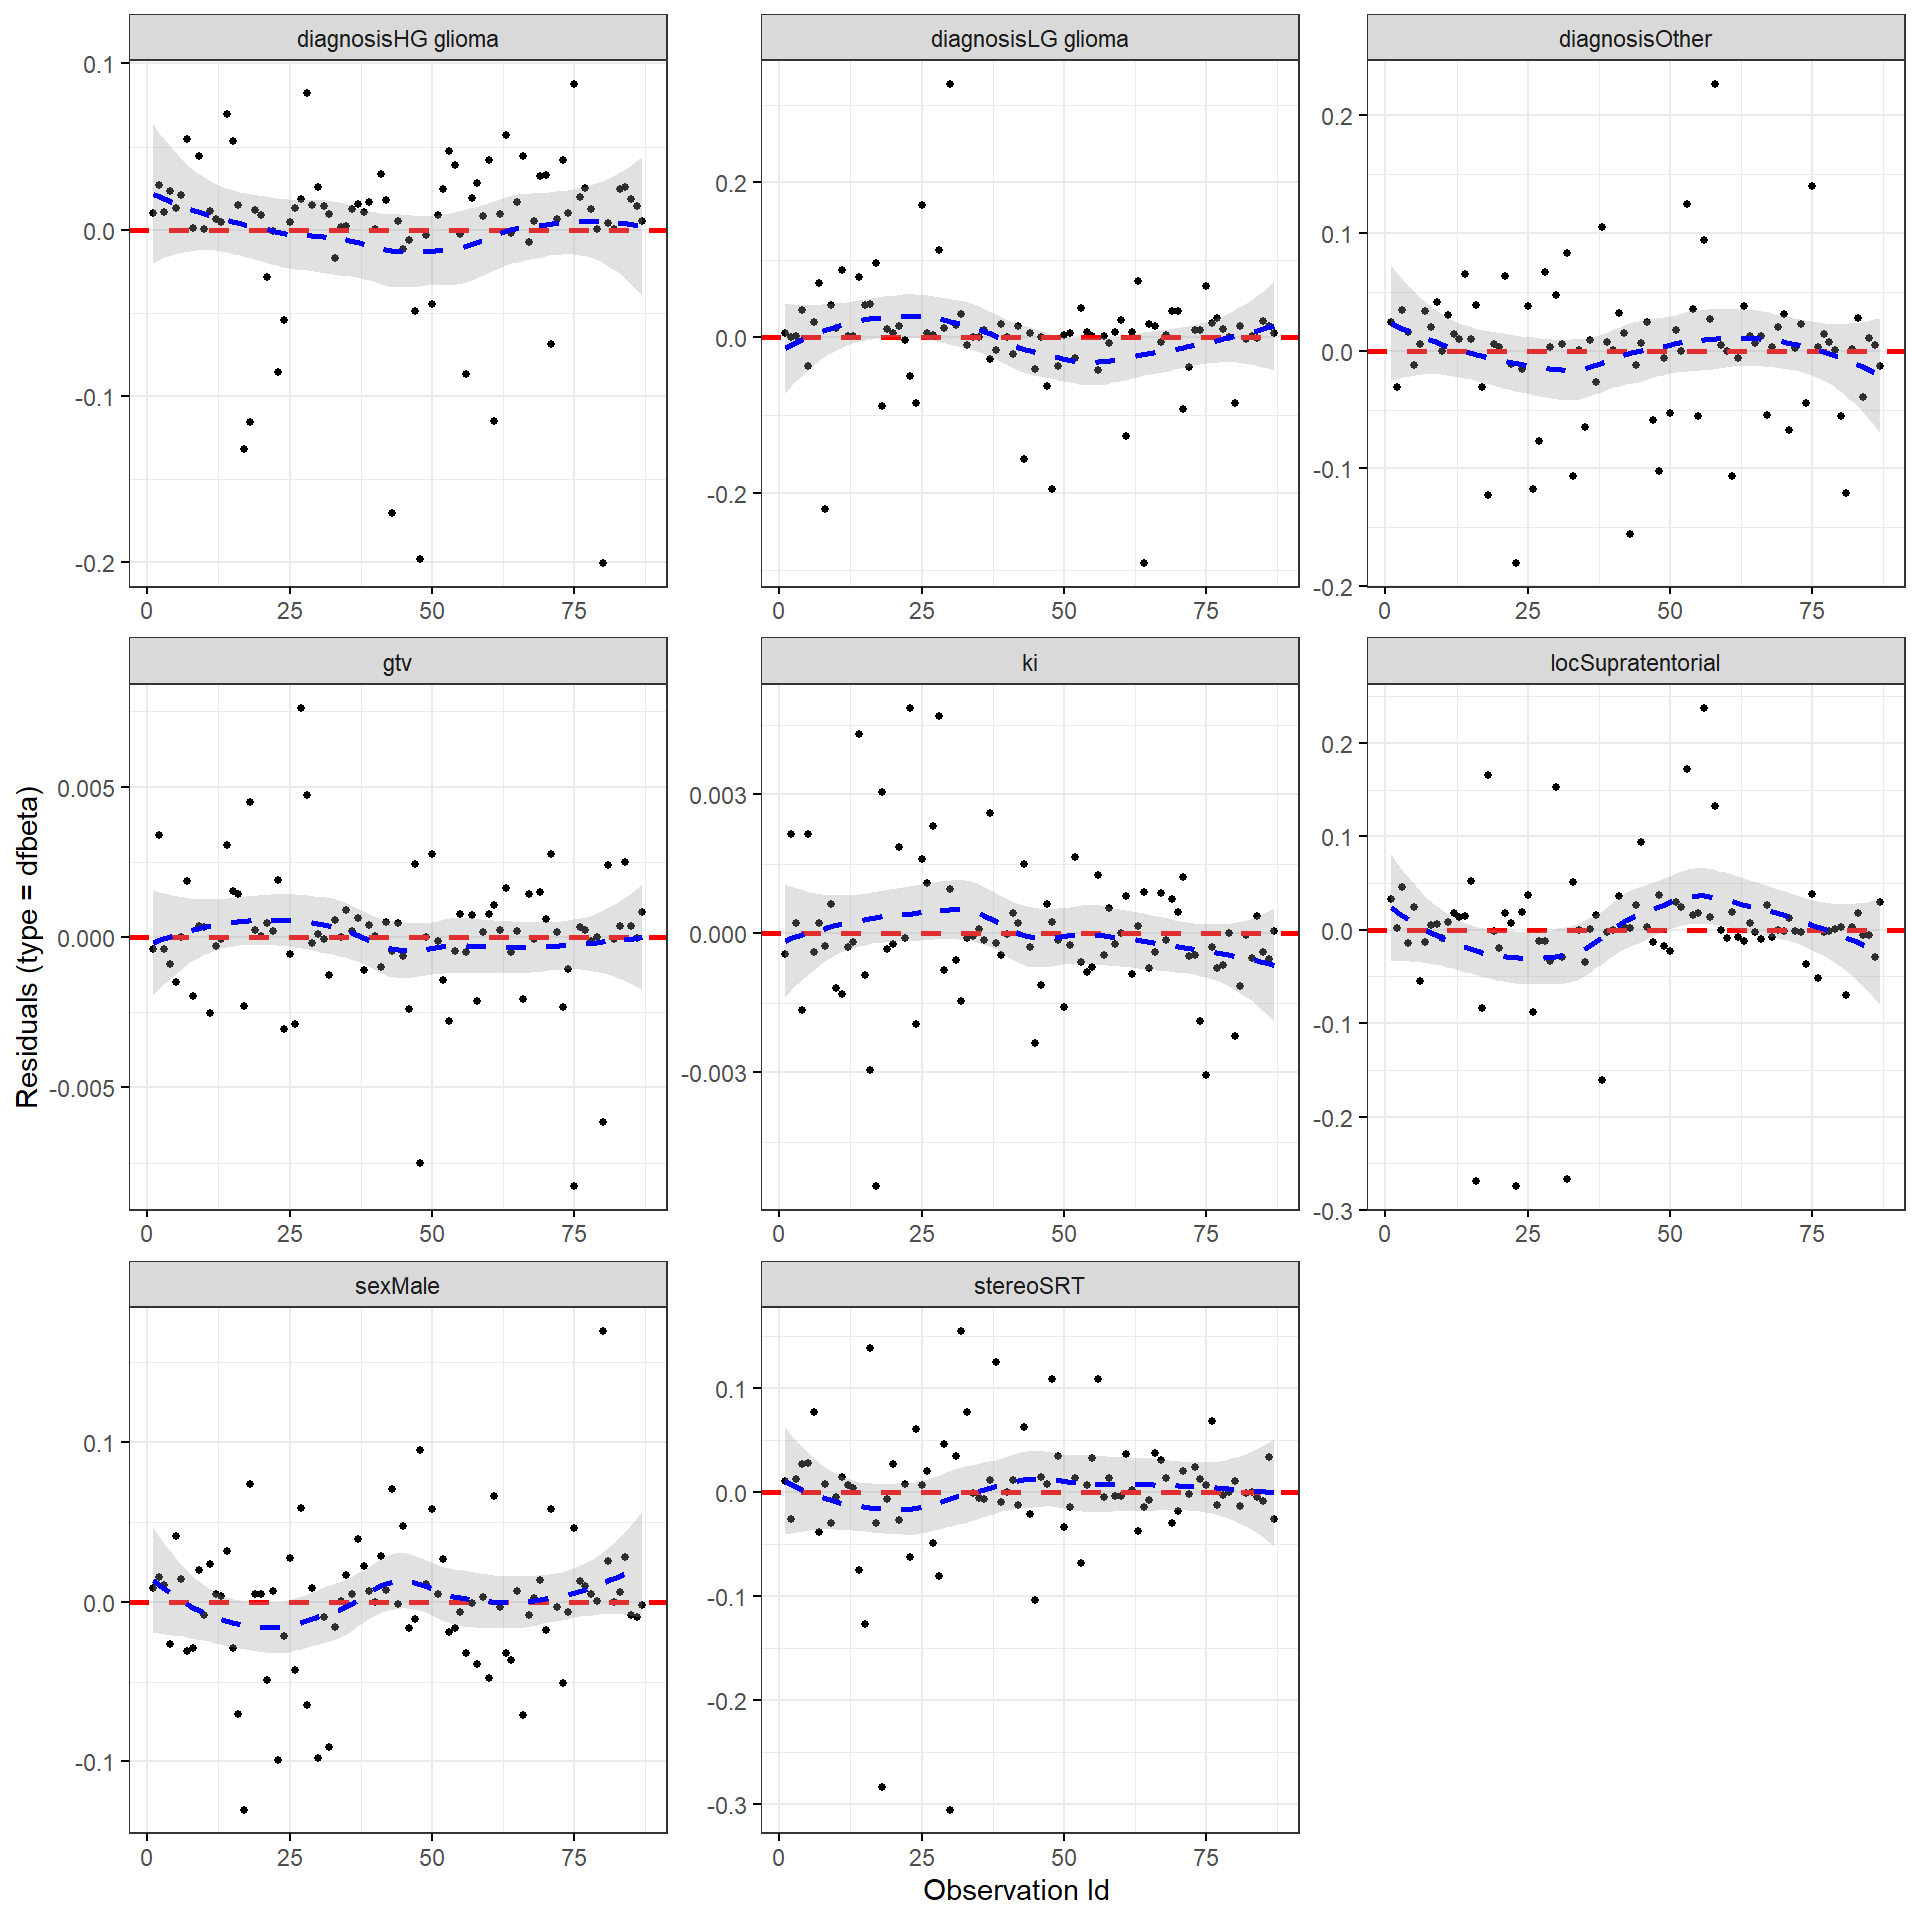 diagnosisHG glioma
diagnosisLG glioma
diagnosisOther
0.1
0.0
-0.1
-0.2
0 25 50 75
0.2
0.0
-0.2
0 25 50 75
0.2
0.1
0.0
-0.1
-0.2
0 25 50 75
gtv
ki
locSupratentorial
Residuals (type = dfbeta)
0.005
0.000
-0.005
0 25 50 75
0.003
0.000
-0.003
0 25 50 75
0.2
0.1
0.0
-0.1
-0.2
-0.3
0 25 50 75
sexMale
stereoSRT
0.1
0.0
-0.1
0 25 50 75
0.1
0.0
-0.1
-0.2
-0.3
0 25 50 75
Observation Id